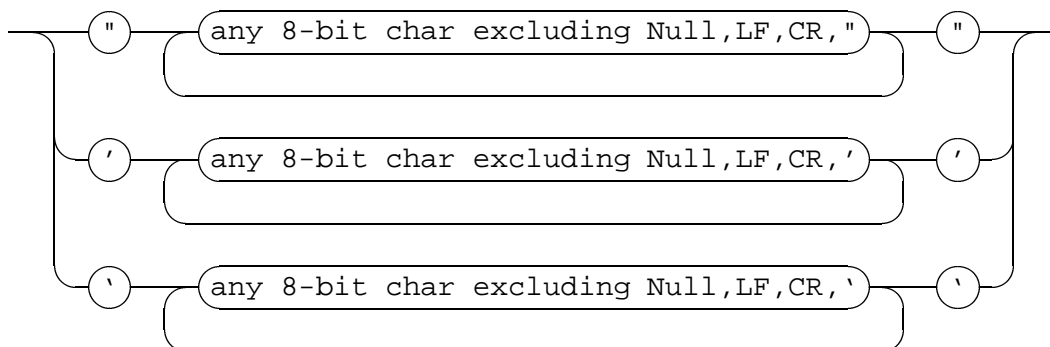 " any 8-bit char excluding Null,LF,CR," "
′ any 8-bit char excluding Null,LF,CR,′ ′
‘ any 8-bit char excluding Null,LF,CR,‘ ‘